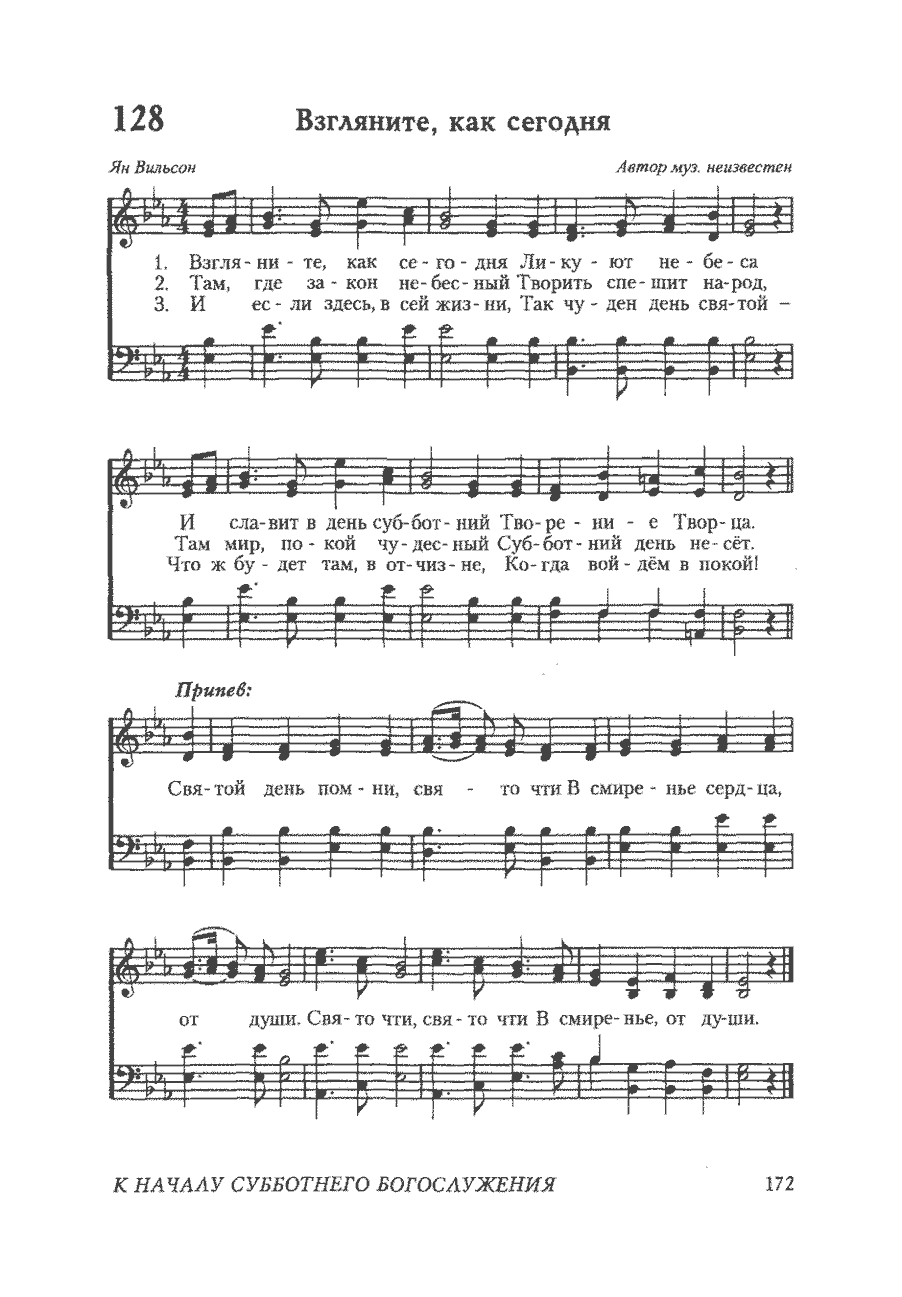 128
Взгляните, как сегодня
Ян Вильсон
Автор муз. неизвестен
1. Взгля- ни - те, как се - го - дня Ли - ку - ют не - бе - са
2. Там, где за - кон не- бес- ный Творить спе - шит на- род,
3. И ес - ли здесь, в сей жиз- ни, Так чу - ден день свя- той –
И сла- вит в день суб- бот - ний Тво- ре - ни - е Твор- ца.
Там мир, по - кой чу- дес- ный Суб- бот - ний день не- сёт.
Что ж бу - дет там, в от- чиз- не, Ко- гда вой - дём в покой!
Припев:
Свя- той день пом - ни, свя - то чти В смире - нье серд- ца,
от души. Свя- то чти, свя - то чти В смире- нье, от ду-ши.
К НАЧАЛУ СУББОТНЕГО БОГОСЛУЖЕНИЯ
172